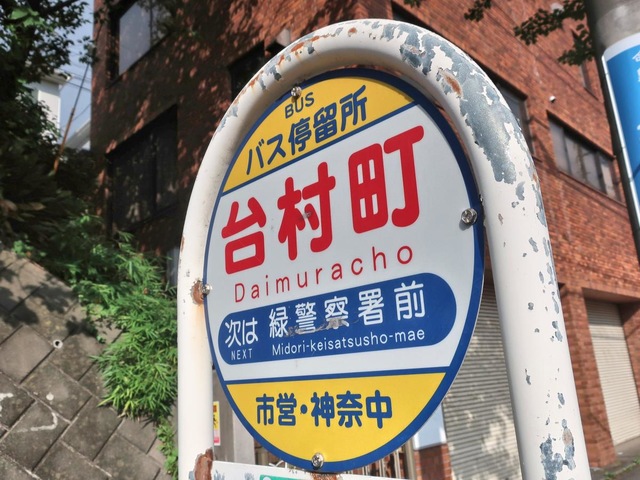 BUS
バス停留所
台村町
Daimuracho
次は 緑警察署前
NEXT Midori-keisatsusho-mae
市営・神奈中